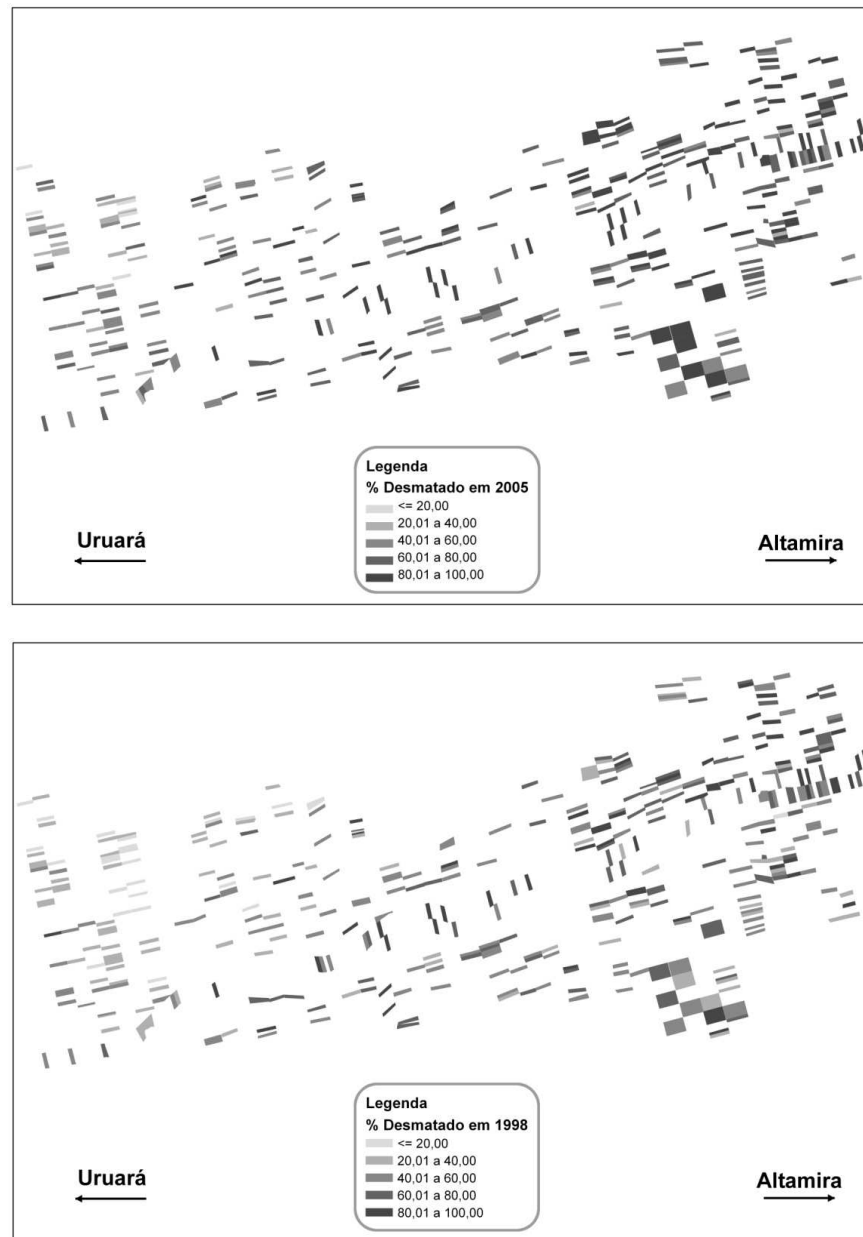 Legenda
% Desmatado em 2005
<= 20,00
20,01 a 40,00
40,01 a 60,00
60,01 a 80,00
80,01 a 100,00
Uruará
Altamira
Legenda
% Desmatado em 1998
<= 20,00
20,01 a 40,00
40,01 a 60,00
60,01 a 80,00
80,01 a 100,00
Uruará
Altamira